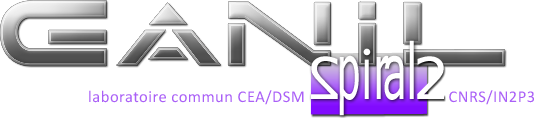 GANIL
Spiral2
laboratoire commun CEA/DSM CNRS/IN2P3